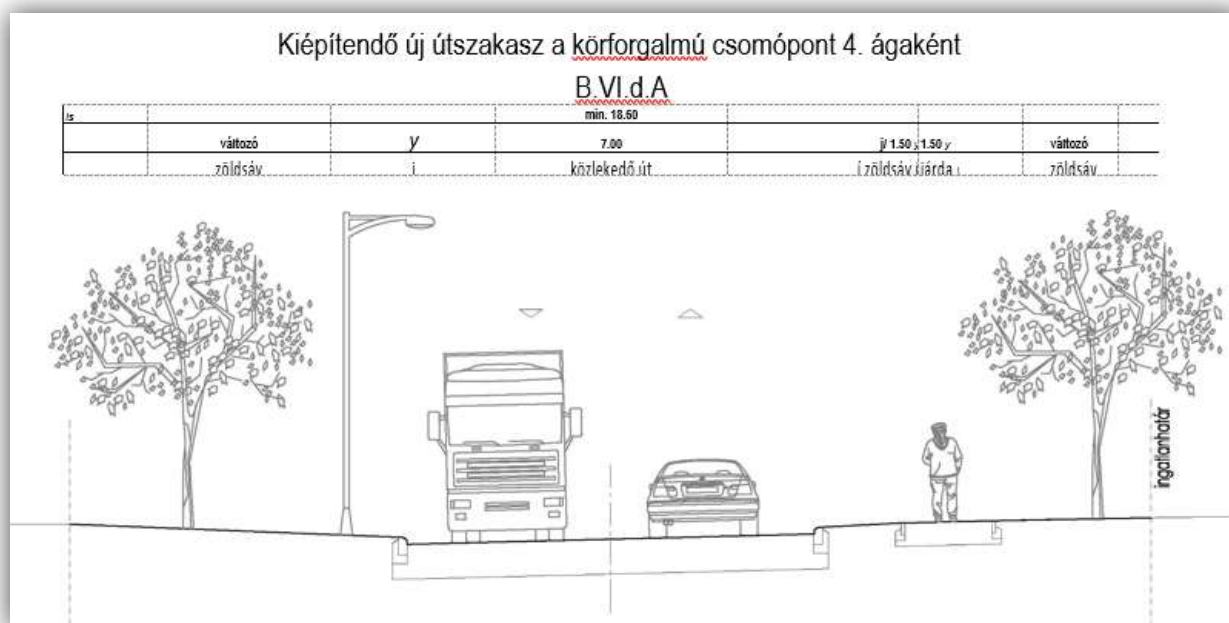 Kiépítendő új útszakasz a körforgalmú csomópont 4. ágaként
B.VI.d.A
min. 18.60
változó y 7.00 j/ 1.50 y 1.50 y változó
zöldsáv i közlekedő út i zöldsáv járda zöldsáv
ingatlanhatár